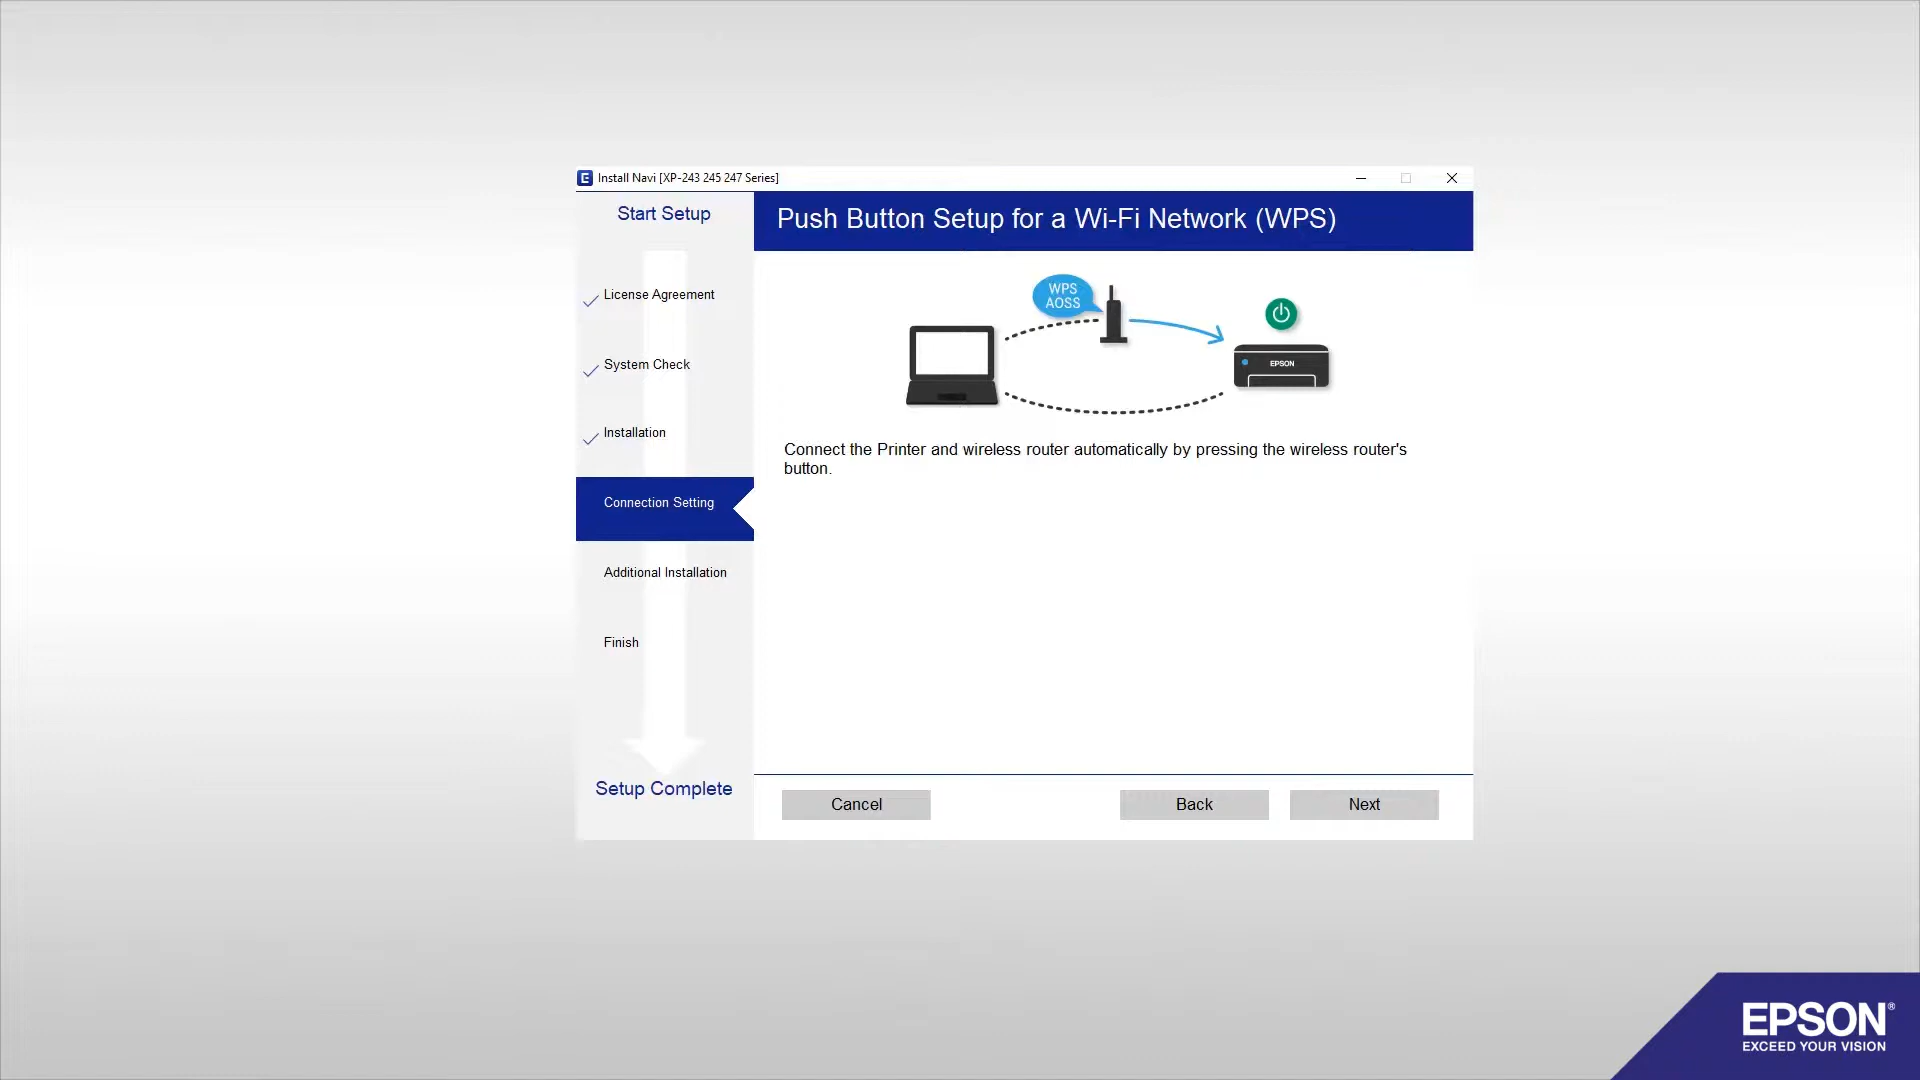 Install Navi [XP-243 245 247 Series]
Start Setup
License Agreement
System Check
Installation
Connection Setting
Additional Installation
Finish
Setup Complete
Push Button Setup for a Wi-Fi Network (WPS)
WPS
AOSS
EPSON
Connect the Printer and wireless router automatically by pressing the wireless router's
button.
Cancel
Back
Next
EPSON®
EXCEED YOUR VISION